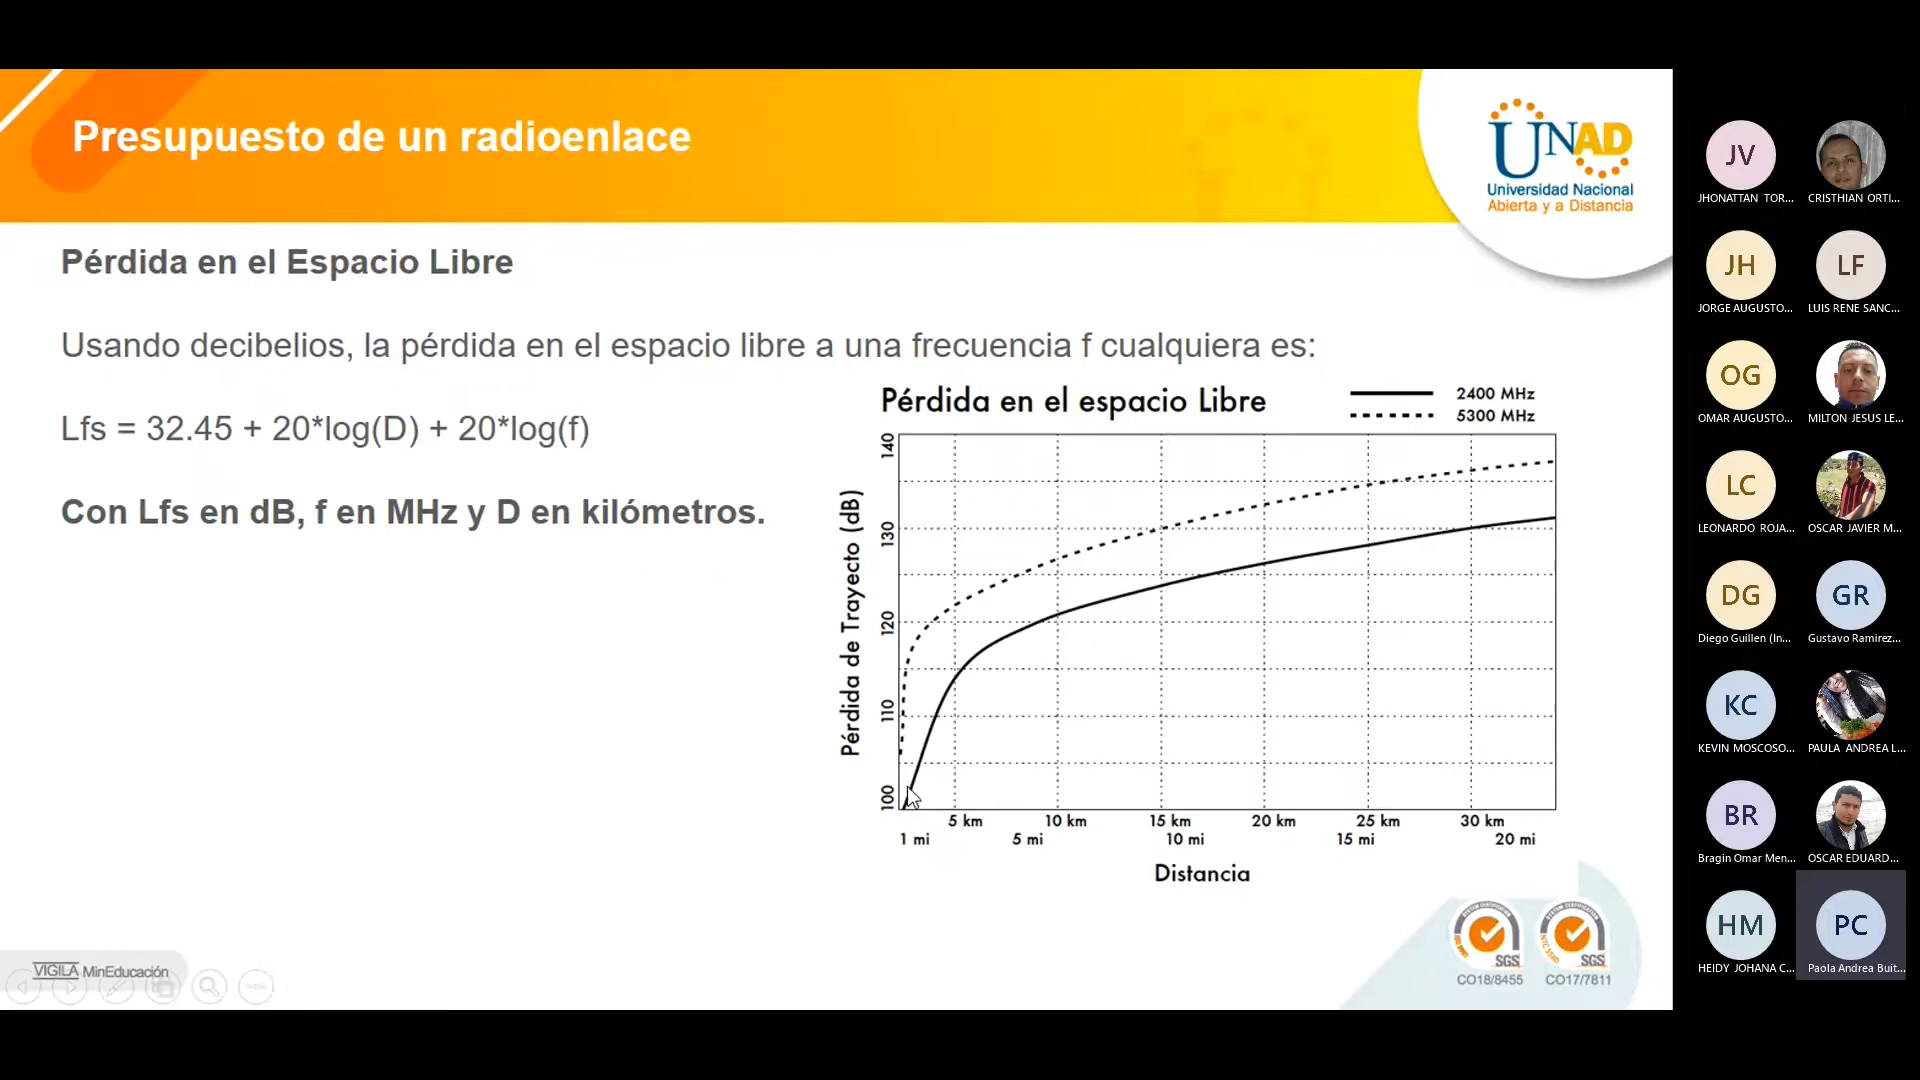 Presupuesto de un radioenlace
UNAD
Universidad Nacional
Abierta y a Distancia
Pérdida en el Espacio Libre
Usando decibelios, la pérdida en el espacio libre a una frecuencia f cualquiera es:
Lfs = 32.45 + 20*log(D) + 20*log(f)
Con Lfs en dB, f en MHz y D en kilómetros.
Pérdida en el espacio Libre
2400 MHz
5300 MHz
Pérdida de Trayecto (dB)
140
130
120
110
100
5 km 10 km 15 km 20 km 25 km 30 km
1 mi 5 mi 10 mi 15 mi 20 mi
Distancia
SGS SGS
CO18/8455 CO17/7811
VIGILA MinEducación
JV
JHONATTAN TOR... CRISTHIAN ORTI...
JH LF
JORGE AUGUSTO... LUIS RENE SANC...
OG
OMAR AUGUSTO... MILTON JESUS LE...
LC
LEONARDO ROJA... OSCAR JAVIER M...
DG GR
Diego Guillen (In... Gustavo Ramirez...
KC
KEVIN MOSCOSO... PAULA ANDREA L...
BR
Bragin Omar Men... OSCAR EDUARD...
HM PC
HEIDY JOHANA C... Paola Andrea Buit...